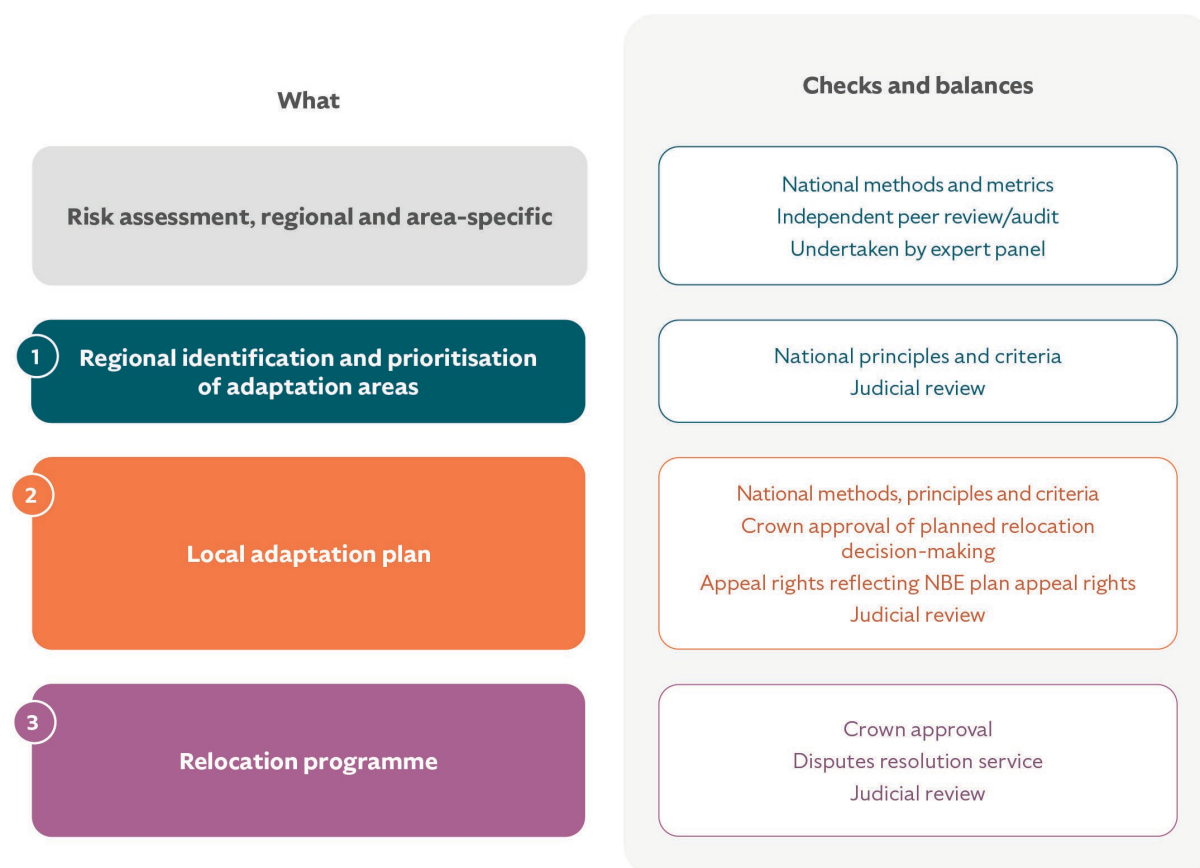 What
Checks and balances
Risk assessment, regional and area-specific
National methods and metrics
Independent peer review/audit
Undertaken by expert panel
1
Regional identification and prioritisation
of adaptation areas
National principles and criteria
Judicial review
2
Local adaptation plan
National methods, principles and criteria
Crown approval of planned relocation
decision-making
Appeal rights reflecting NBE plan appeal rights
Judicial review
3
Relocation programme
Crown approval
Disputes resolution service
Judicial review